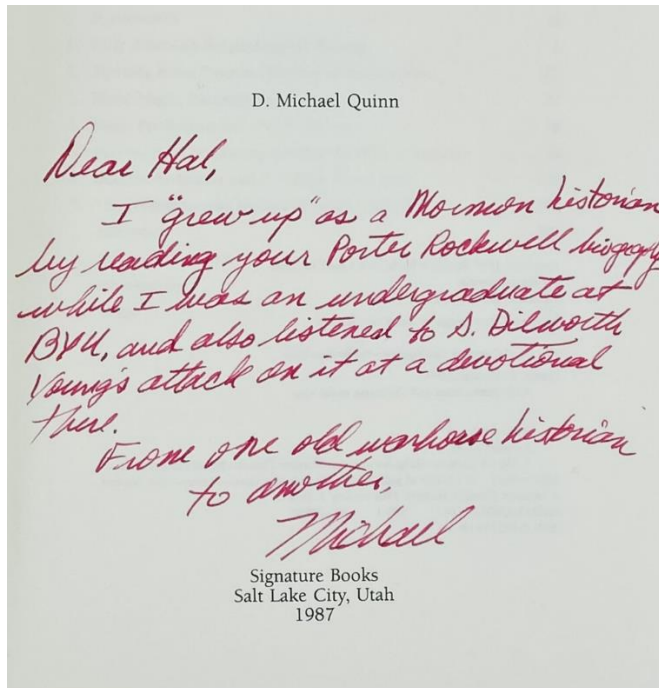 D. Michael Quinn
Dear Hal,
I "grew up" as a Mormon historian
by reading your Porter Rockwell biography
while I was an undergraduate at
BYU, and also listened to S. Dilworth
Young's attack on it at a devotional
there.
From one old warhorse historian
to another,
Michael
Signature Books
Salt Lake City, Utah
1987